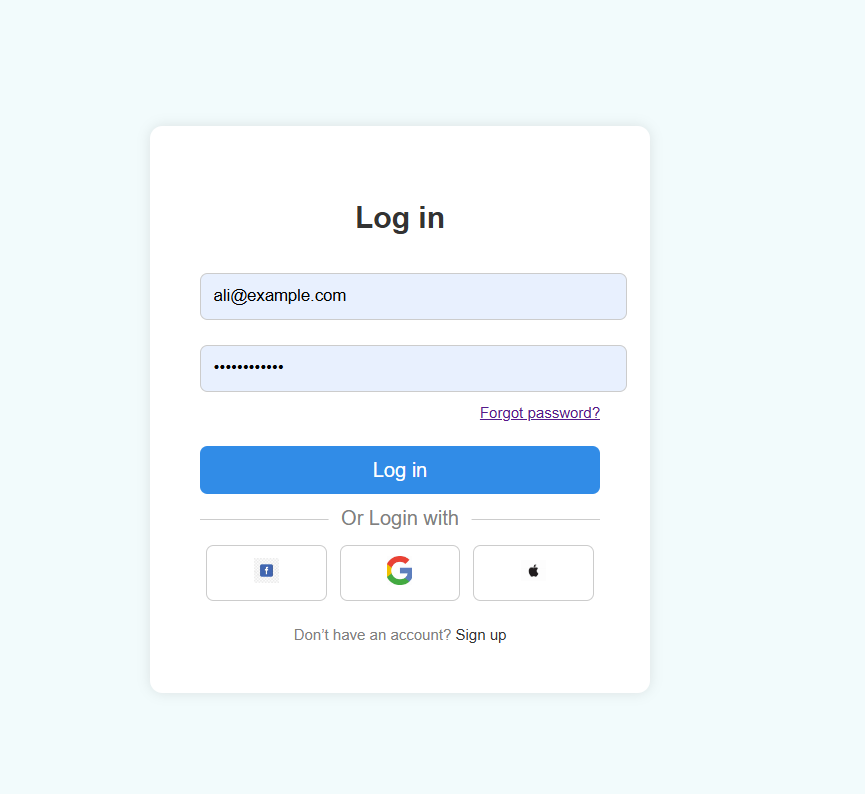 Log in
ali@example.com
••••••••••••
Forgot password?
Log in
Or Login with
Don’t have an account? Sign up